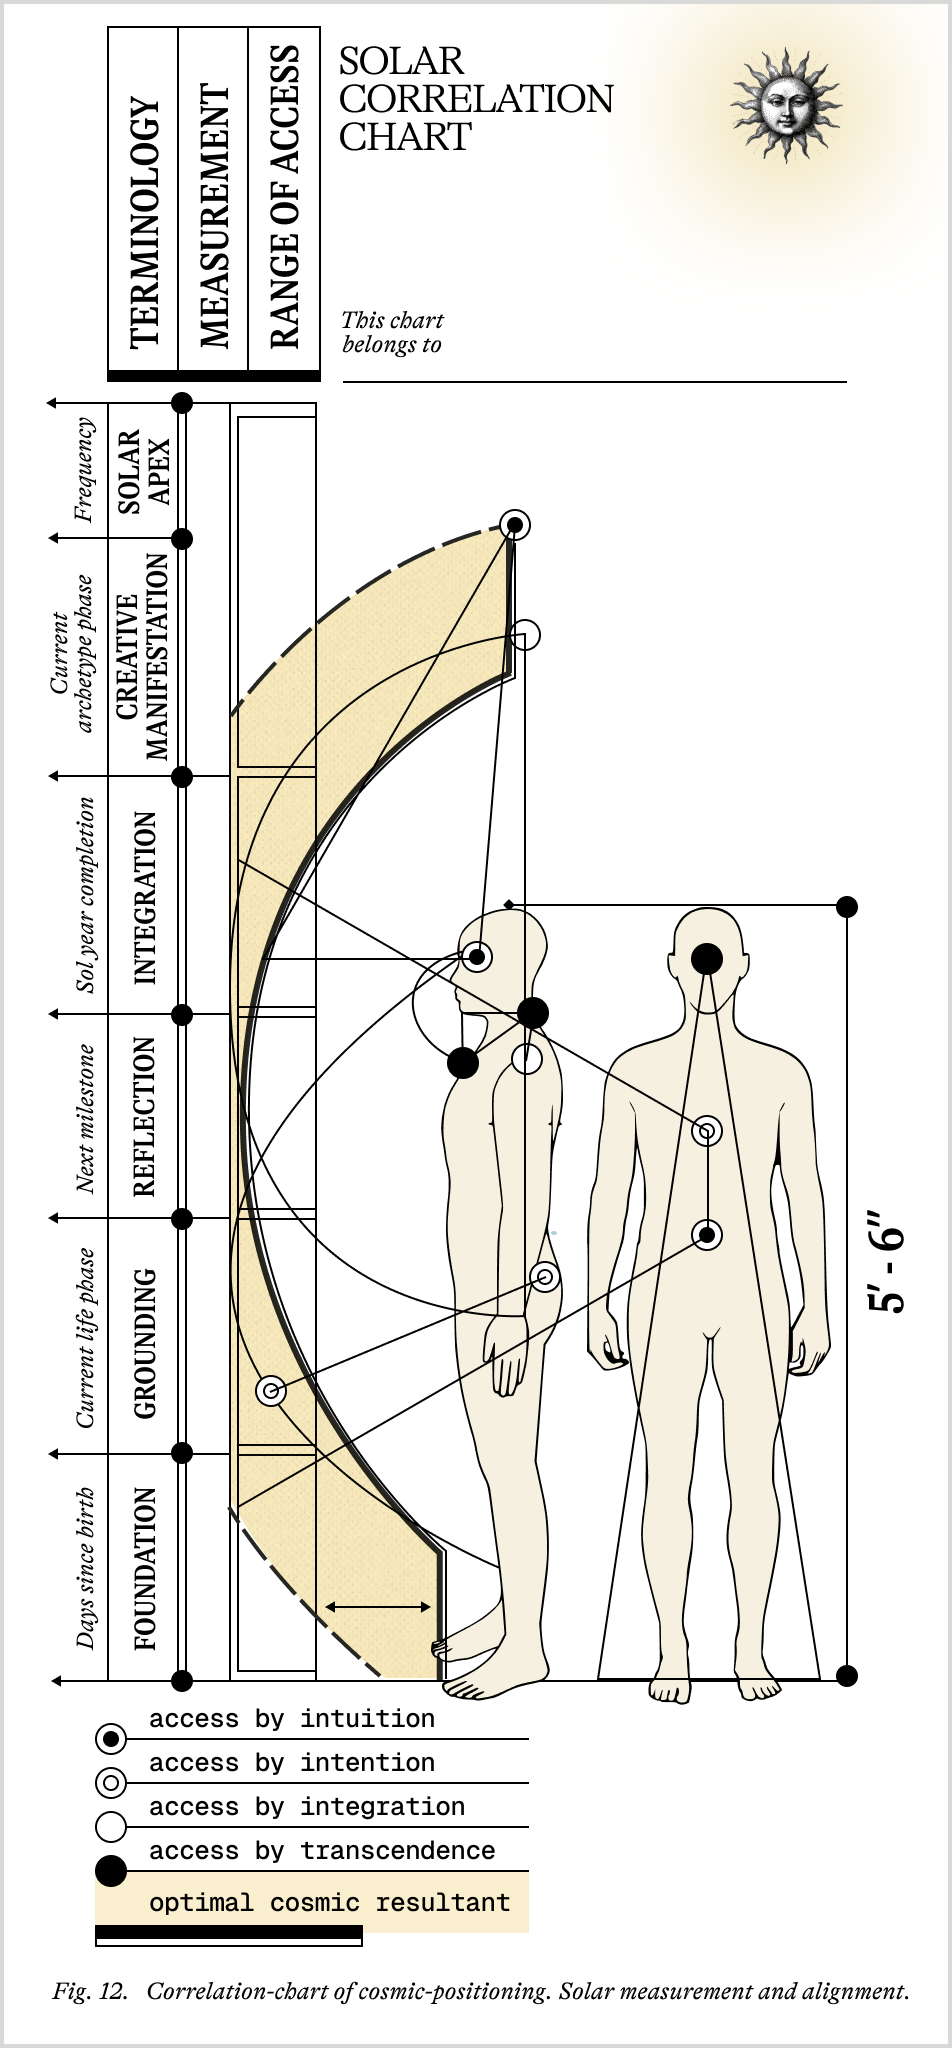 TERMINOLOGY
MEASUREMENT
RANGE OF ACCESS
SOLAR
CORRELATION
CHART
This chart
belongs to
Frequency
SOLAR
APEX
Current
archetype phase
CREATIVE
MANIFESTATION
Sol year completion
INTEGRATION
Next milestone
REFLECTION
Current life phase
GROUNDING
Days since birth
FOUNDATION
5' - 6"
access by intuition
access by intention
access by integration
access by transcendence
optimal cosmic resultant
Fig. 12. Correlation-chart of cosmic-positioning. Solar measurement and alignment.